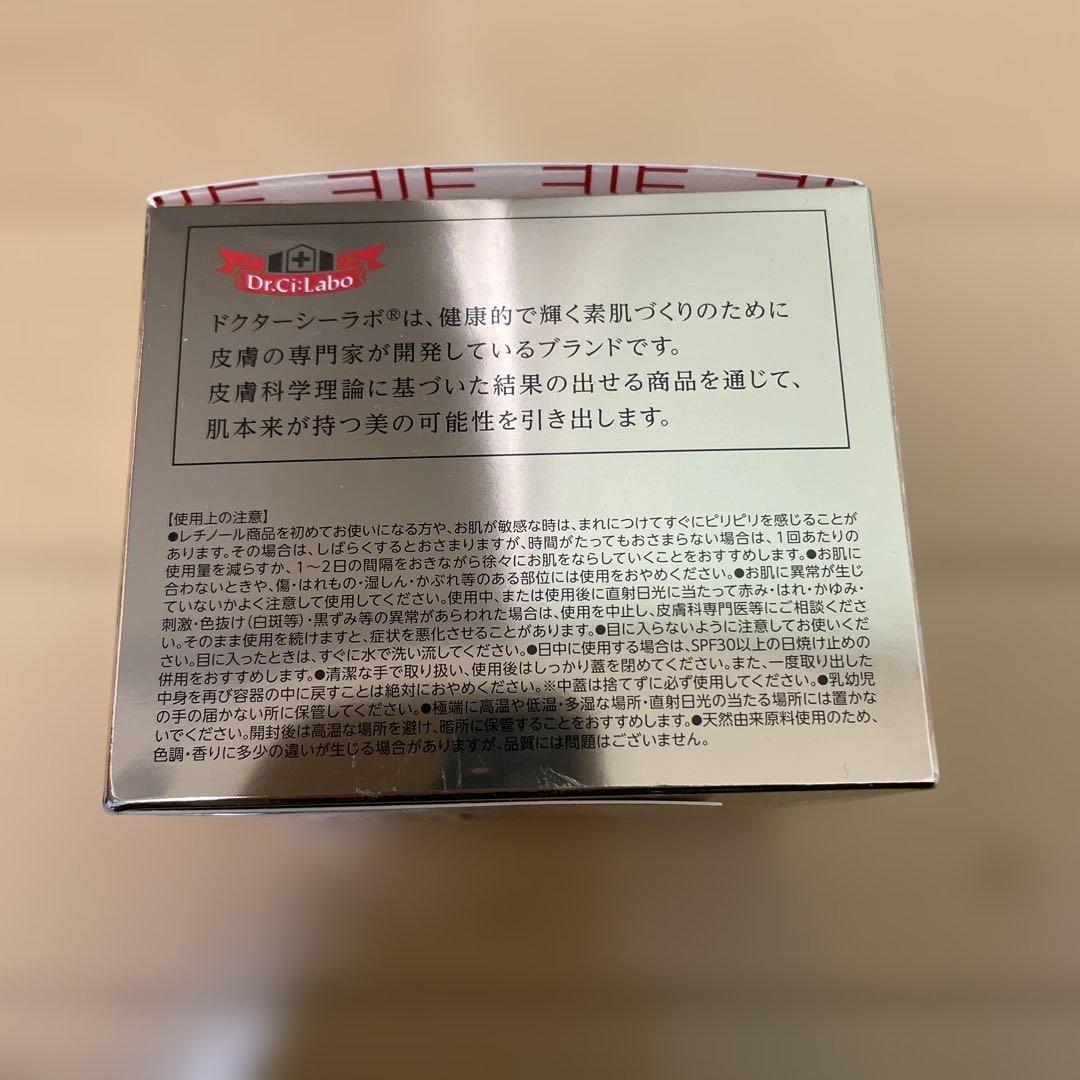 Dr.Ci:Labo
ドクターシーラボ®は、健康的で輝く素肌づくりのために
皮膚の専門家が開発しているブランドです。
皮膚科学理論に基づいた結果の出せる商品を通じて、
肌本来が持つ美の可能性を引き出します。
【使用上の注意】
●レチノール商品を初めてお使いになる方や、お肌が敏感な時は、まれにつけてすぐにピリピリを感じることが
あります。その場合は、しばらくするとおさまりますが、時間がたってもおさまらない場合は、1回あたりの
使用量を減らすか、1〜2日の間隔をおきながら徐々にお肌をならしていくことをおすすめします。●お肌に
合わないときや、傷・はれもの・湿しん・かぶれ等のある部位には使用をおやめください。●お肌に異常が生じ
ていないかよく注意して使用してください。使用中、または使用後に直射日光に当たって赤み・はれ・かゆみ・
刺激・色抜け(白斑等)・黒ずみ等の異常があらわれた場合は、使用を中止し、皮膚科専門医等にご相談くださ
い。そのまま使用を続けますと、症状を悪化させることがあります。●目に入らないように注意してお使いくだ
さい。目に入ったときは、すぐに水で洗い流してください。●日中に使用する場合は、SPF30以上の日焼け止めの
併用をおすすめします。●清潔な手で取り扱い、使用後はしっかり蓋を閉めてください。また、一度取り出した
中身を再び容器の中に戻すことは絶対におやめください。※中蓋は捨てずに必ず使用してください。●乳幼児
の手の届かない所に保管してください。●極端に高温や低温・多湿な場所・直射日光の当たる場所には置かな
いでください。開封後は高温な場所を避け、暗所に保管することをおすすめします。●天然由来原料使用のため、
色調・香りに多少の違いが生じる場合がありますが、品質には問題はございません。